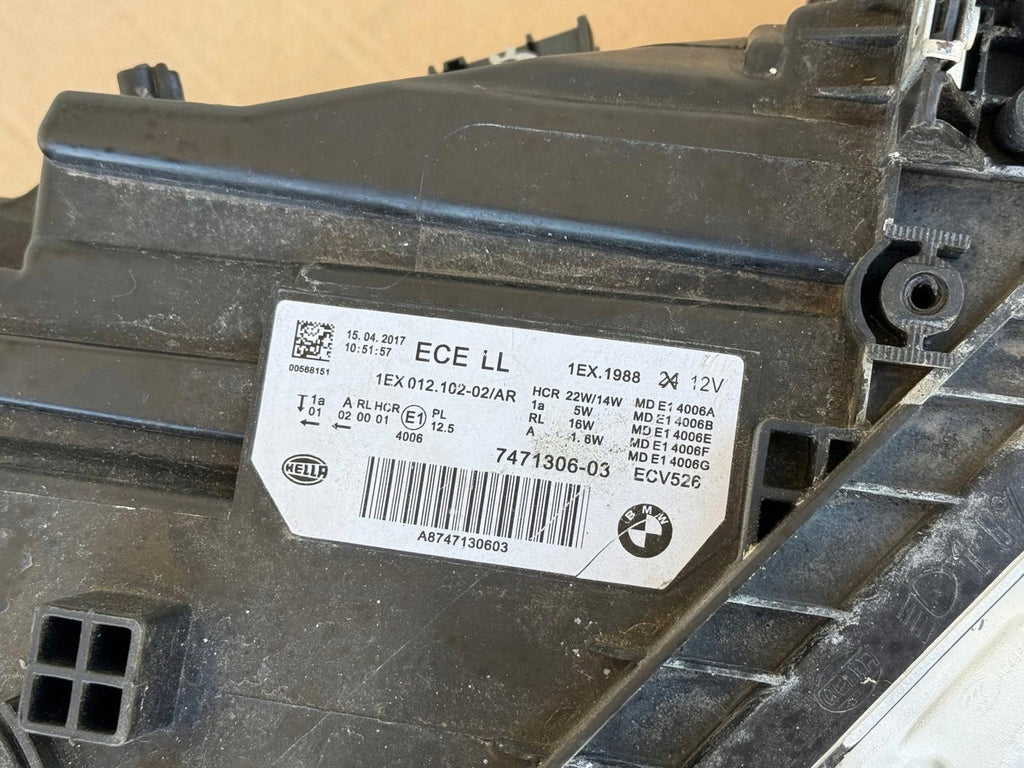 15.04.2017
10:51:57
00568151
ECE LL
1EX.1988 12V
1EX 012.102-02/AR
HCR 22W/14W
1a 5W
RL 16W
A 1.6W
MD E1 4006A
MD E1 4006B
MD E1 4006E
MD E1 4006F
MD E1 4006G
1a
01
A RL HCR
02 00 01
E1
4006
PL
12.5
7471306-03 ECV526
HELLA
A8747130603
BMW